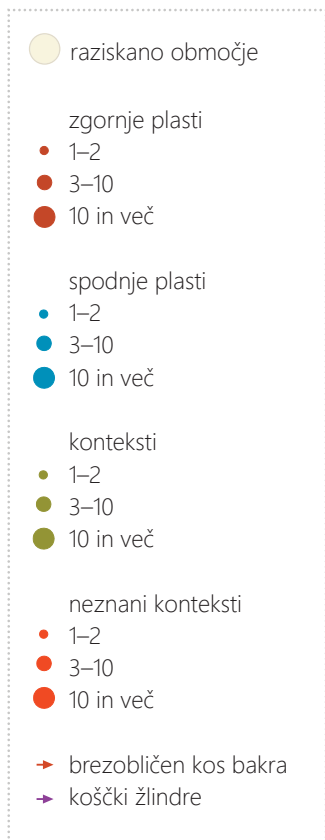 raziskano območje
zgornje plasti
1–2
3–10
10 in več
spodnje plasti
1–2
3–10
10 in več
konteksti
1–2
3–10
10 in več
neznani konteksti
1–2
3–10
10 in več
brezobličen kos bakra
koščki žlindre